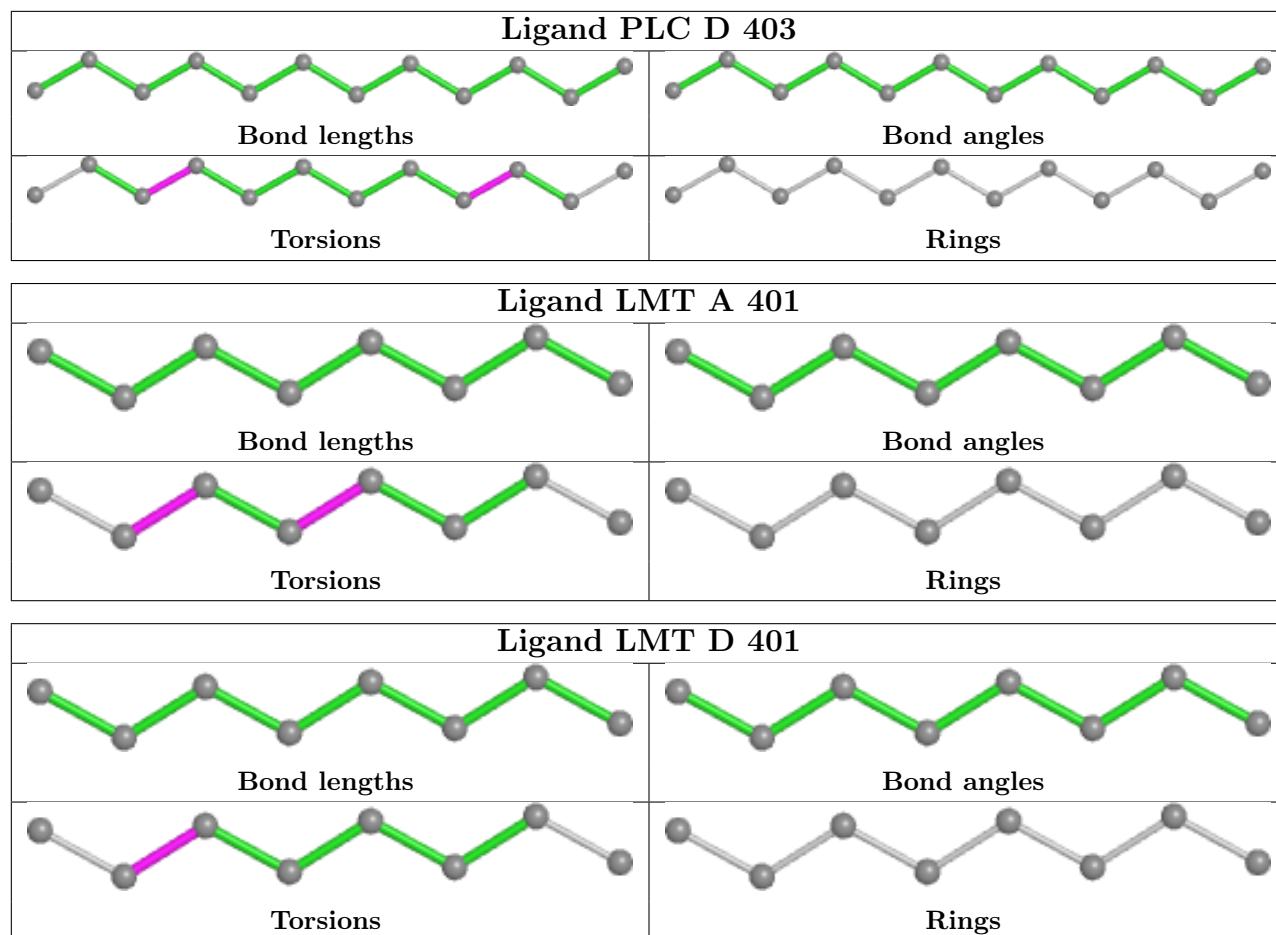 Ligand PLC D 403
Bond lengths
Bond angles
Torsions
Rings
Ligand LMT A 401
Bond lengths
Bond angles
Torsions
Rings
Ligand LMT D 401
Bond lengths
Bond angles
Torsions
Rings